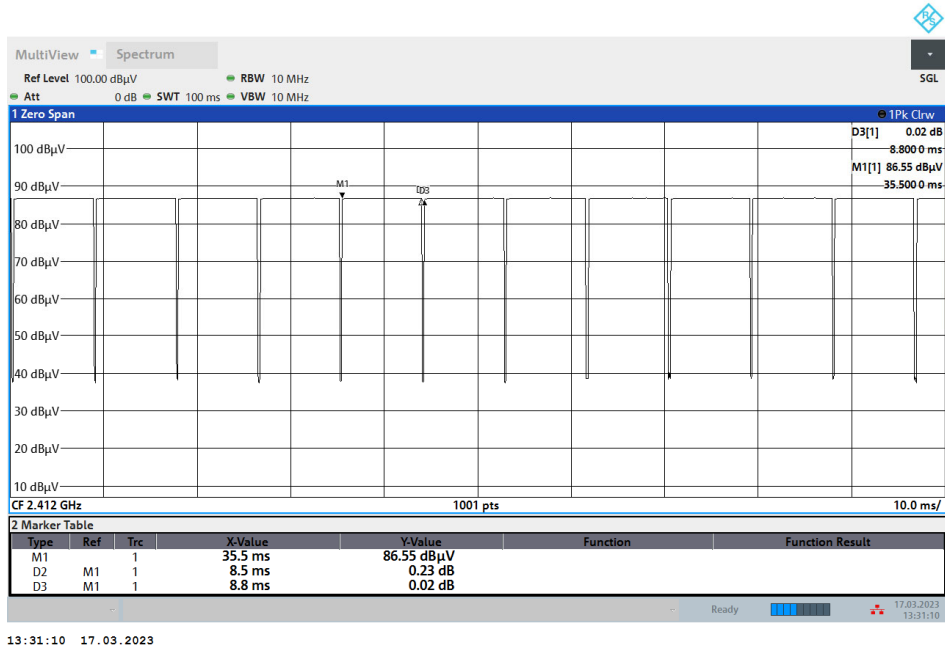 R&S
MultiView Spectrum
Ref Level 100.00 dBµV RBW 10 MHz SGL
Att 0 dB SWT 100 ms VBW 10 MHz
1 Zero Span 1Pk Clrw
D3[1] 0.02 dB
100 dBµV 8.800 0 ms
M1[1] 86.55 dBµV
90 dBµV M1 D3 35.500 0 ms
80 dBµV
70 dBµV
60 dBµV
50 dBµV
40 dBµV
30 dBµV
20 dBµV
10 dBµV
CF 2.412 GHz 1001 pts 10.0 ms/
2 Marker Table
Type Ref Trc X-Value Y-Value Function Function Result
M1 1 35.5 ms 86.55 dBµV
D2 M1 1 8.5 ms 0.23 dB
D3 M1 1 8.8 ms 0.02 dB
Ready 17.03.2023
13:31:10
13:31:10 17.03.2023